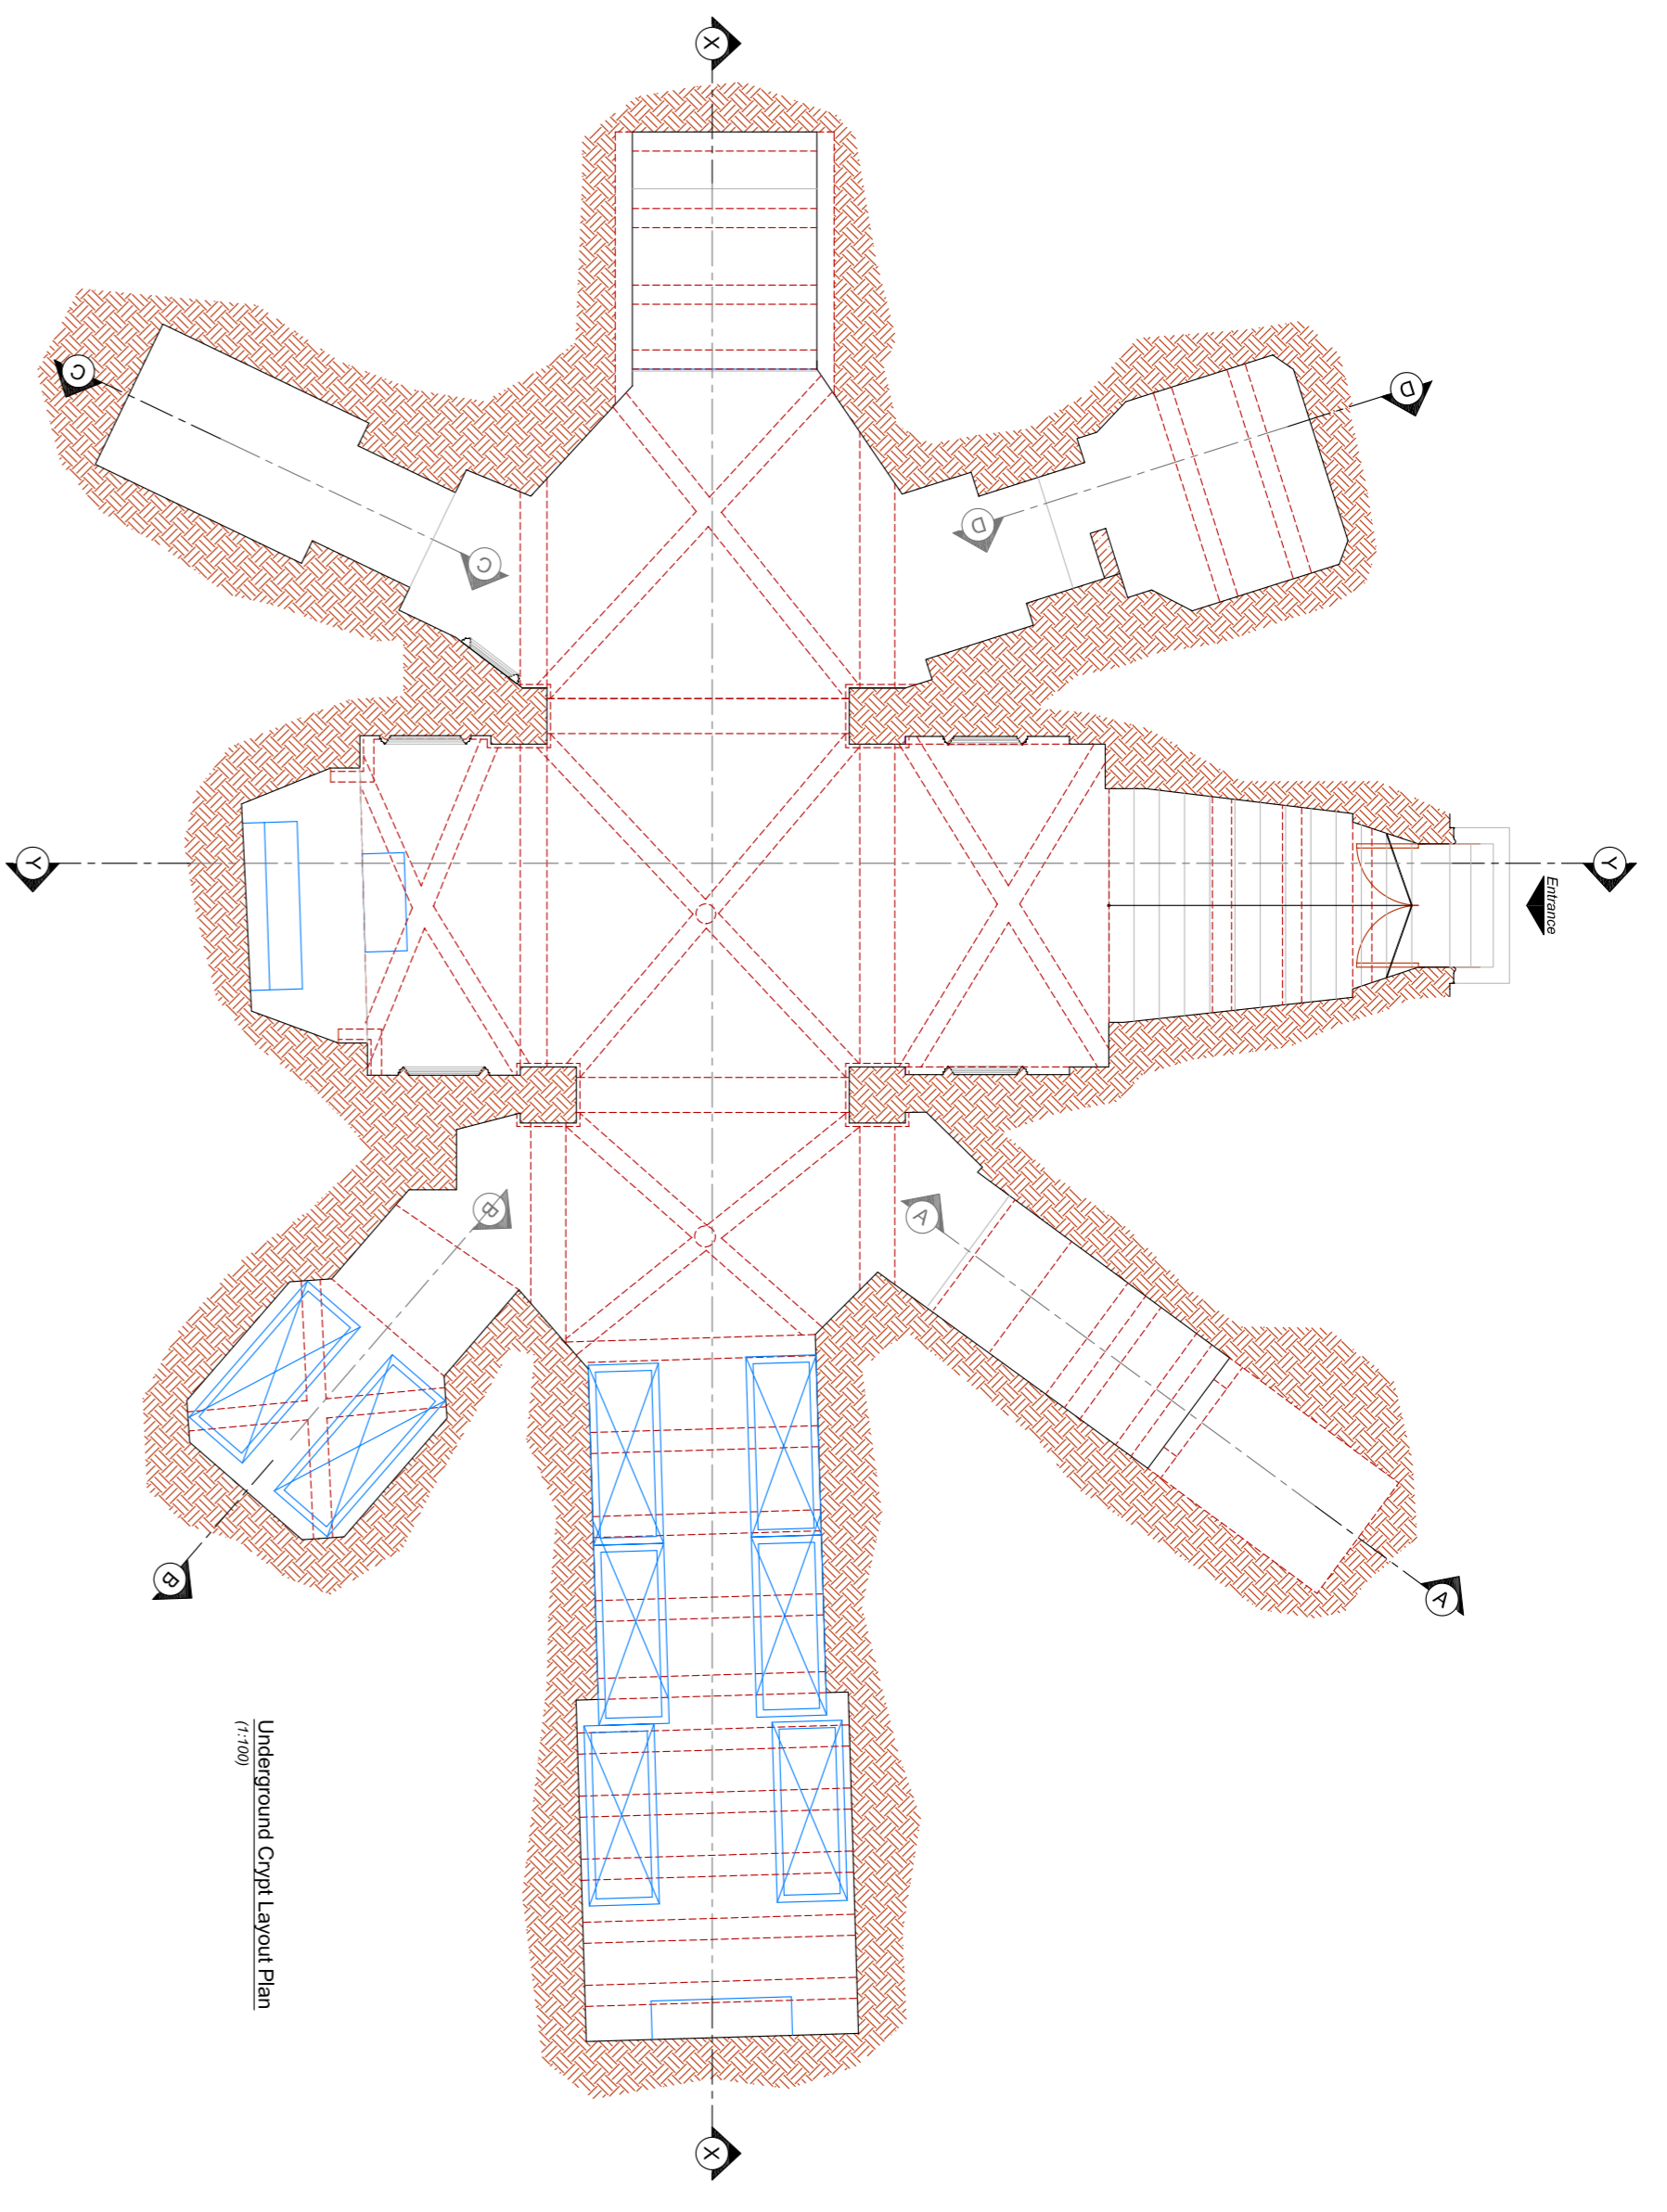 X
C
D
C
D
Y
Y
Entrance
B
A
B
A
Underground Crypt Layout Plan
(1:100)
X